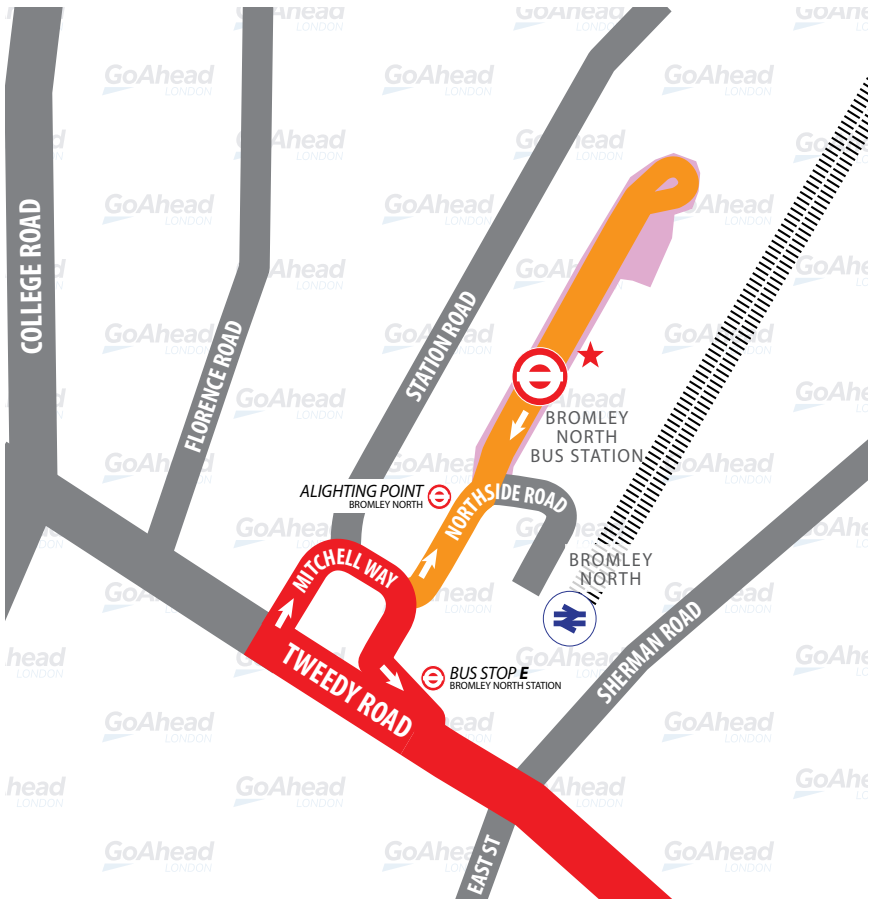 COLLEGE ROAD
FLORENCE ROAD
STATION ROAD
BROMLEY
NORTH
BUS STATION
ALIGHTING POINT
BROMLEY NORTH
NORTHSIDE ROAD
MITCHELL WAY
BROMLEY
NORTH
BUS STOP E
BROMLEY NORTH STATION
TWEEDY ROAD
SHERMAN ROAD
EAST ST
GoAhead
LONDON